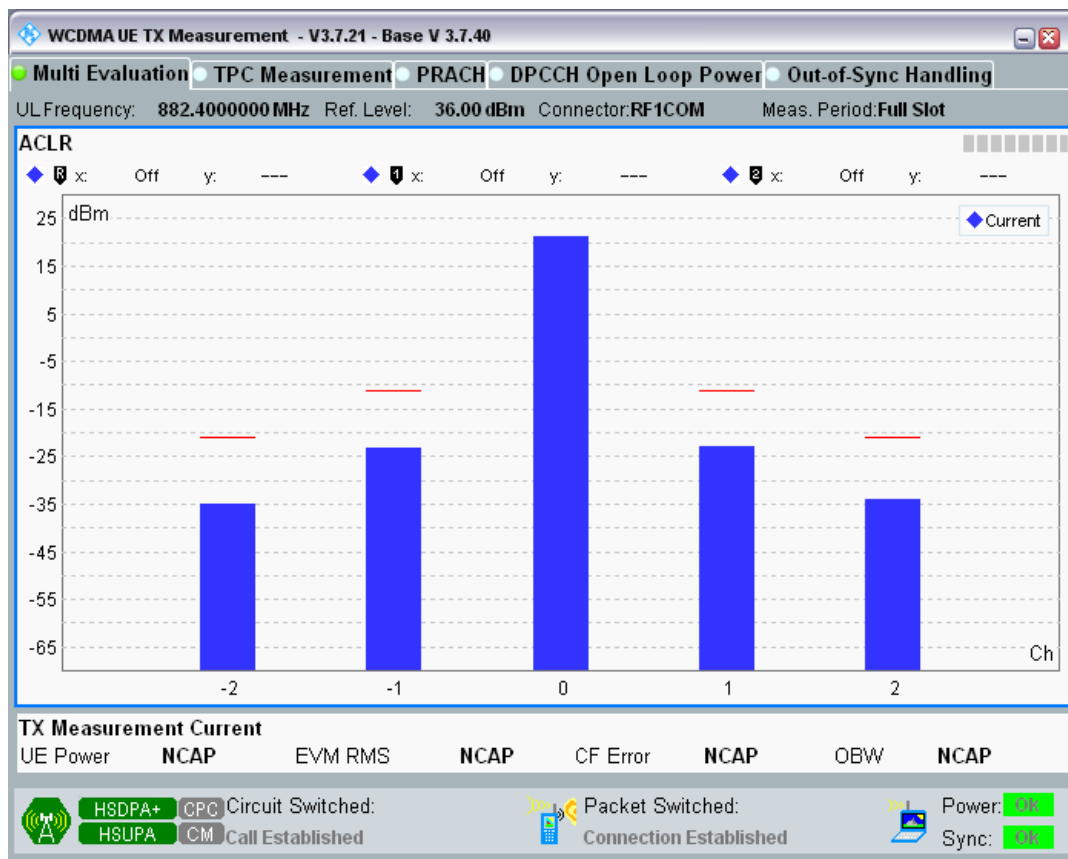 WCDMA UE TX Measurement - V3.7.21 - Base V 3.7.40
Multi Evaluation TPC Measurement PRACH DPCCH Open Loop Power Out-of-Sync Handling
UL Frequency: 882.4000000 MHz Ref. Level: 36.00 dBm Connector:RF1COM Meas. Period:Full Slot
ACLR
R x: Off y: --- 1 x: Off y: --- 2 x: Off y: ---
dBm
Current
25
15
5
-5
-15
-25
-35
-45
-55
-65
Ch
-2 -1 0 1 2
TX Measurement Current
UE Power NCAP EVM RMS NCAP CF Error NCAP OBW NCAP
HSDPA+ CPC Circuit Switched: Packet Switched: Power: OK
HSUPA CM Call Established Connection Established Sync: OK